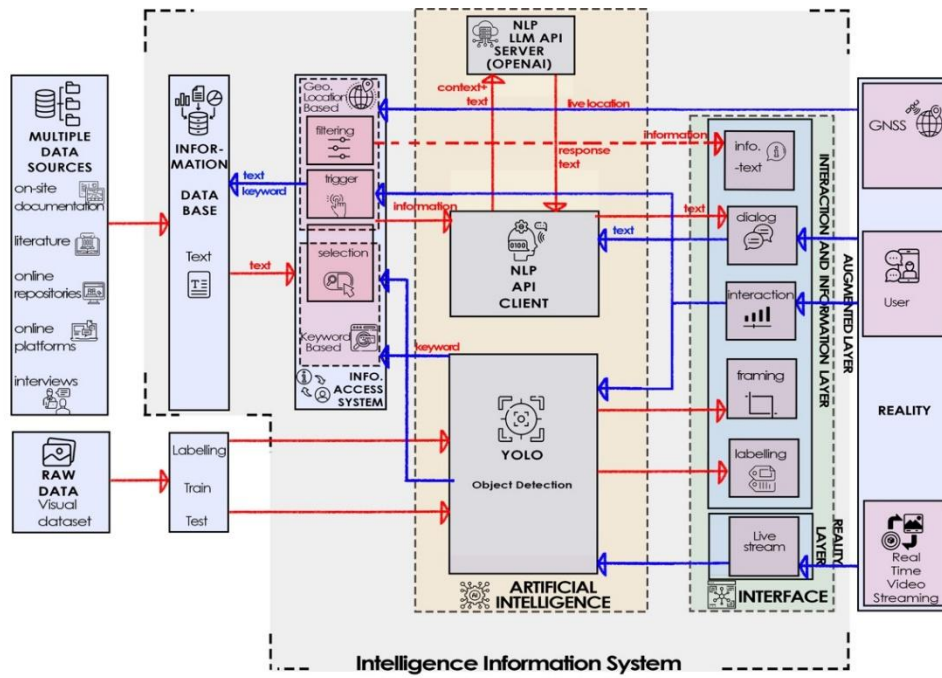 NLP
LLM API
SERVER
(OPENAI)
MULTIPLE
DATA
SOURCES
on-site
documentation
literature
online
repositories
online
platforms
interviews
RAW
DATA
Visual
dataset
INFOR-
MATION
DATA
BASE
Text
Labelling
Train
Test
text
keyword
text
Geo.
Location
Based
filtering
trigger
selection
Keyword
Based
INFO.
ACCESS
SYSTEM
context+
text
response
text
live location
information
information
text
text
keyword
NLP
API
CLIENT
YOLO
Object Detection
ARTIFICIAL
INTELLIGENCE
info.
-text
dialog
interaction
framing
labelling
Live
stream
INTERACTION AND INFORMATION LAYER
AUGMENTED LAYER
REALITY
LAYER
INTERFACE
GNSS
User
REALITY
Real
Time
Video
Streaming
Intelligence Information System